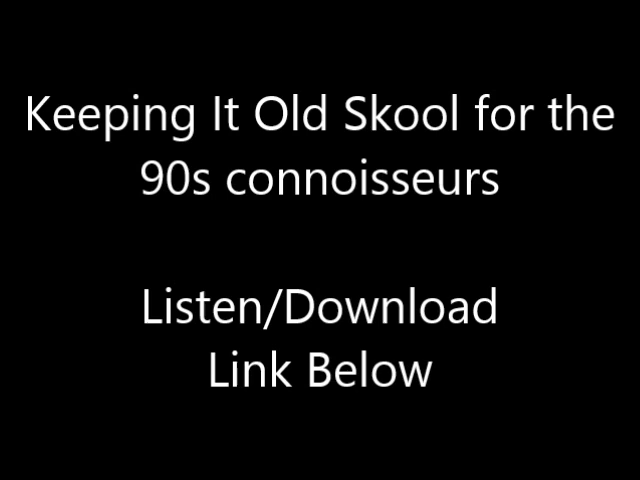 Keeping It Old Skool for the
90s connoisseurs
Listen/Download
Link Below